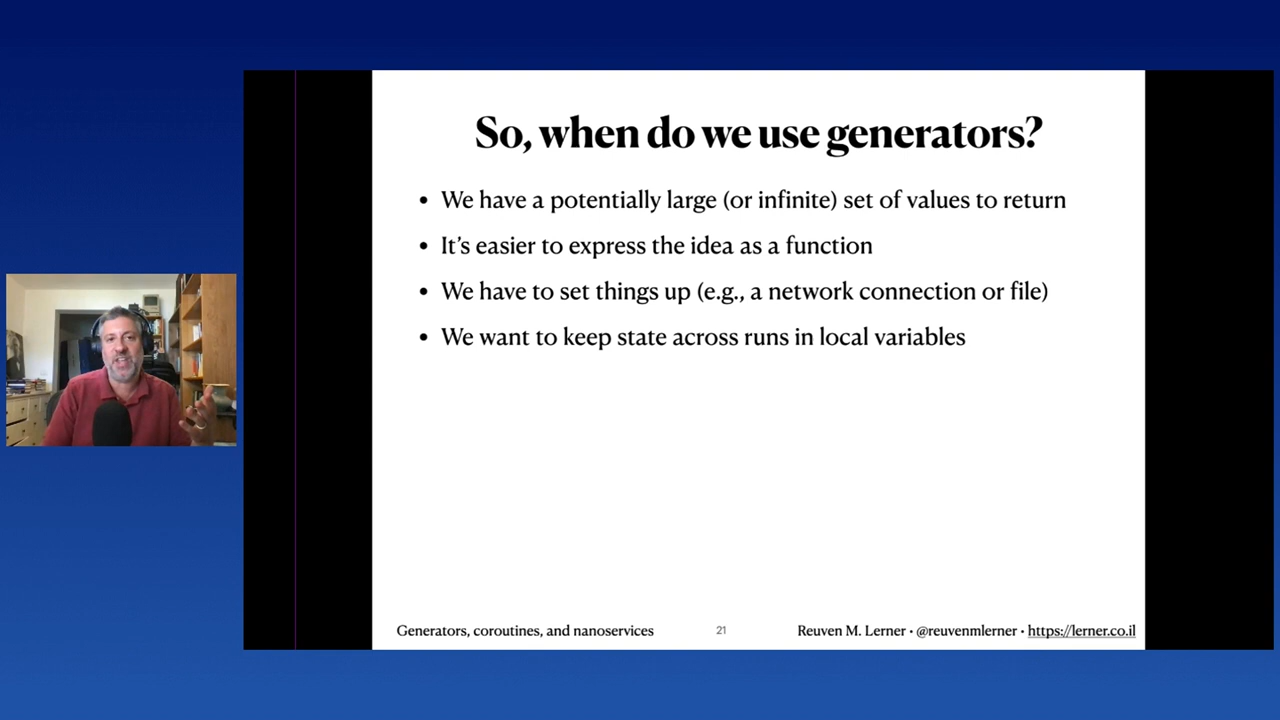 So, when do we use generators?
• We have a potentially large (or infinite) set of values to return
• It’s easier to express the idea as a function
• We have to set things up (e.g., a network connection or file)
• We want to keep state across runs in local variables
Generators, coroutines, and nanoservices 21 Reuven M. Lerner • @reuvenmlerner • https://lerner.co.il